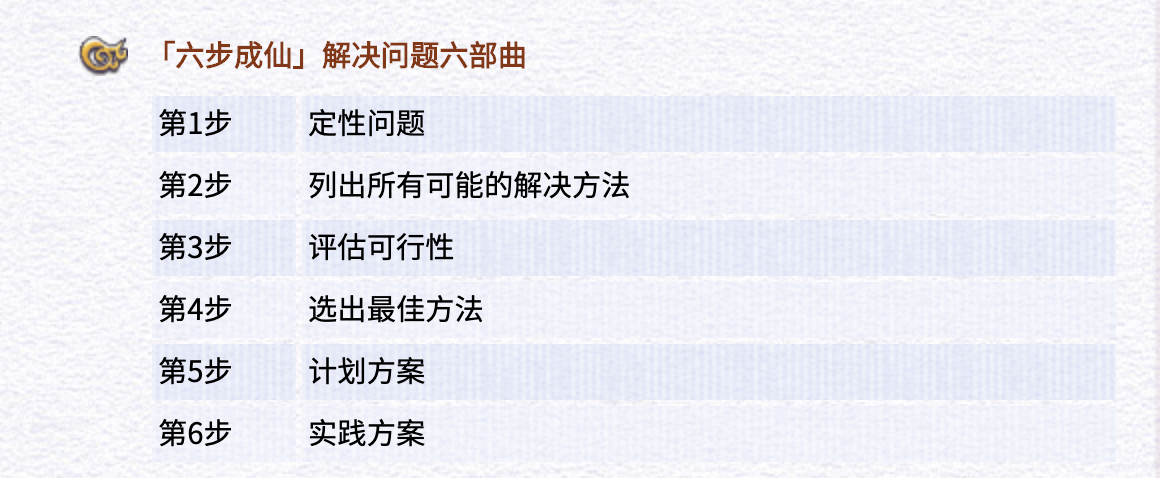 「六步成仙」解决问题六部曲
第1步 定性问题
第2步 列出所有可能的解决方法
第3步 评估可行性
第4步 选出最佳方法
第5步 计划方案
第6步 实践方案